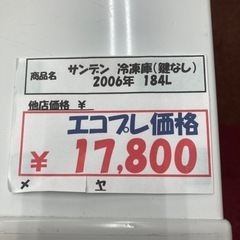 商品名 サンデン 冷凍庫(鍵なし)
2006年 184L
他店価格 ¥
エコプレ価格
¥ 17,800
メ ヤ